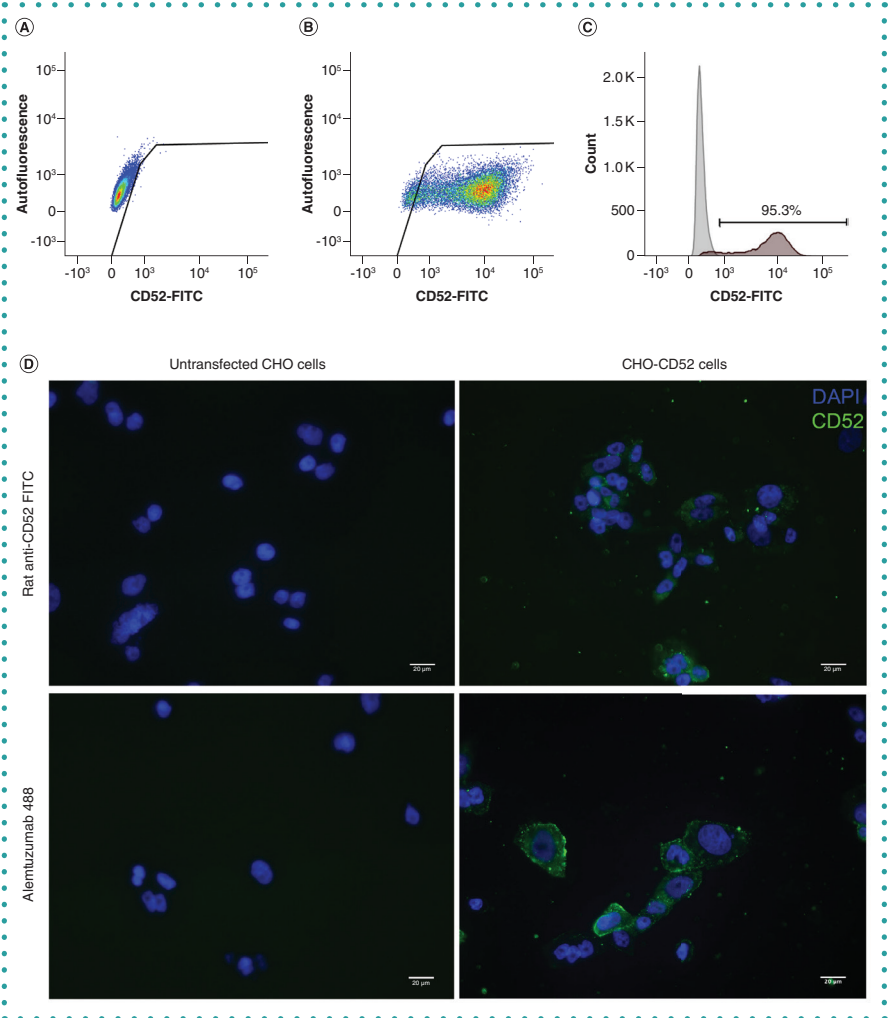 A
B
C
Autofluorescence
10⁵
10⁴
10³
0
-10³
-10³
0
10³
10⁴
10⁵
CD52-FITC
Autofluorescence
10⁵
10⁴
10³
0
-10³
-10³
0
10³
10⁴
10⁵
CD52-FITC
Count
2.0 K
1.5 K
1.0 K
500
0
95.3%
-10³
0
10³
10⁴
10⁵
CD52-FITC
D
Untransfected CHO cells
CHO-CD52 cells
Rat anti-CD52 FITC
DAPI
CD52
20 µm
20 µm
Alemtuzumab 488
20 µm
20 µm